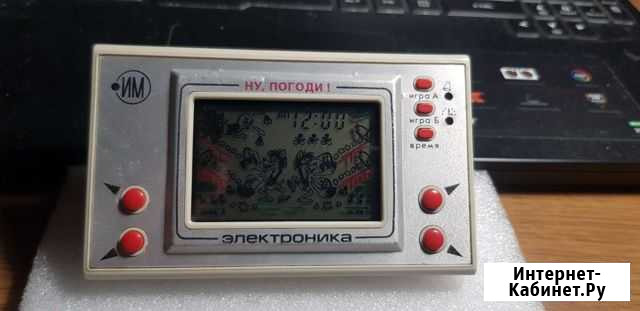 ИМ
НУ, ПОГОДИ !
игра А
12:00
игра Б
время
электроника
Интернет-
Кабинет.Ру